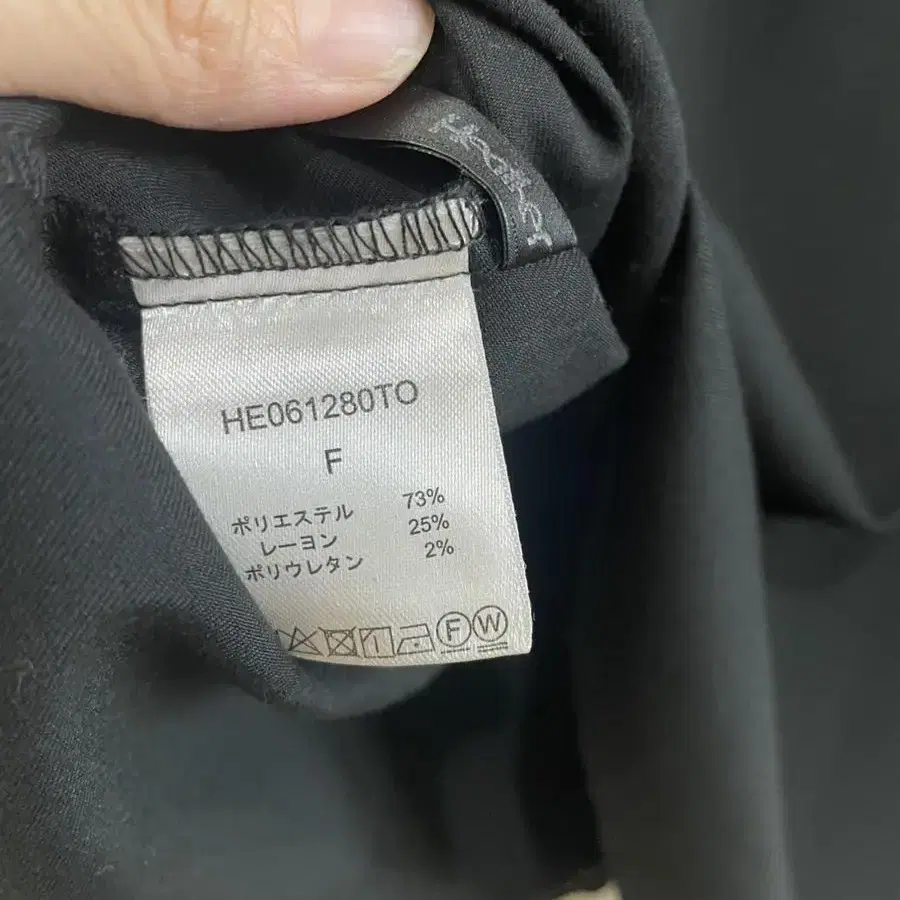 HE061280TO
F
ポリエステル 73%
レーヨン 25%
ポリウレタン 2%
F W